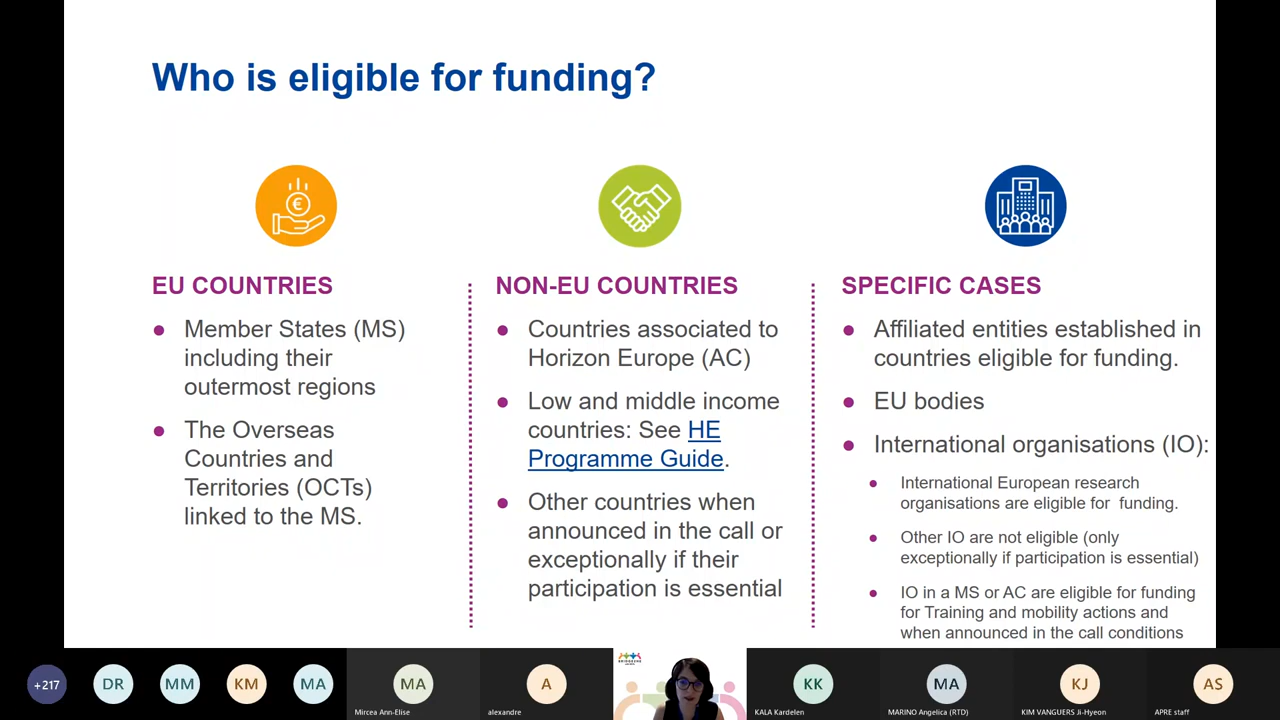 Who is eligible for funding?
€
EU COUNTRIES
● Member States (MS)
including their
outermost regions
● The Overseas
Countries and
Territories (OCTs)
linked to the MS.
NON-EU COUNTRIES
● Countries associated to
Horizon Europe (AC)
● Low and middle income
countries: See HE
Programme Guide.
● Other countries when
announced in the call or
exceptionally if their
participation is essential
SPECIFIC CASES
● Affiliated entities established in
countries eligible for funding.
● EU bodies
● International organisations (IO):
● International European research
organisations are eligible for funding.
● Other IO are not eligible (only
exceptionally if participation is essential)
● IO in a MS or AC are eligible for funding
for Training and mobility actions and
when announced in the call conditions
+217
DR
MM
KM
MA
MA
Mircea Ann-Elise
A
alexandre
KK
KALA Kardelen
MA
MARINO Angelica (RTD)
KJ
KIM VANGUERS Ji-Hyeon
AS
APRE staff